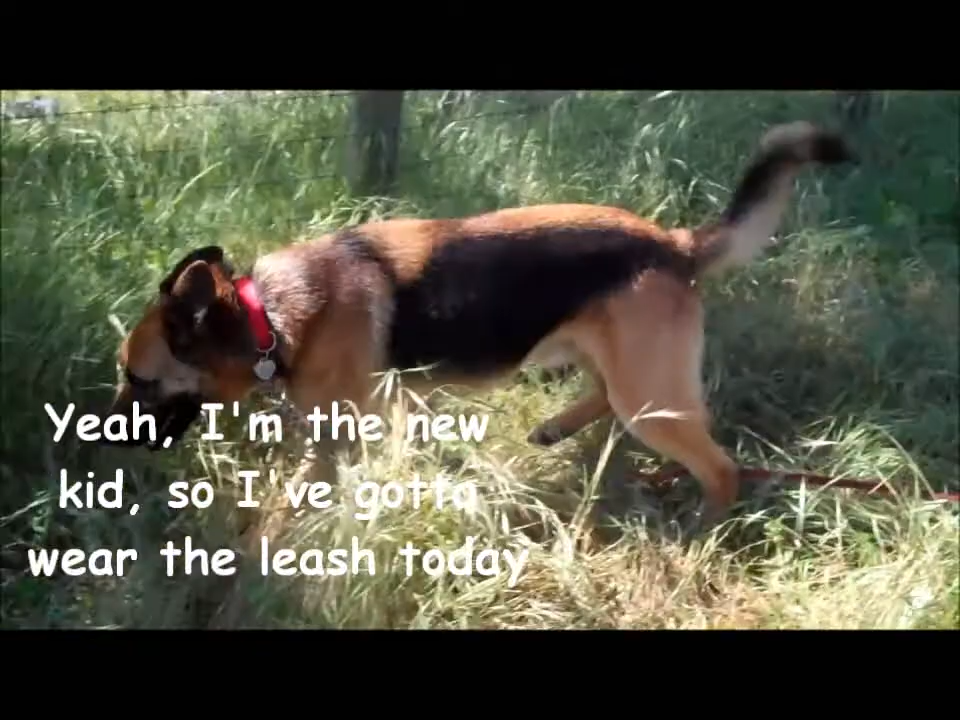 Yeah, I'm the new
kid, so I've gotta
wear the leash today